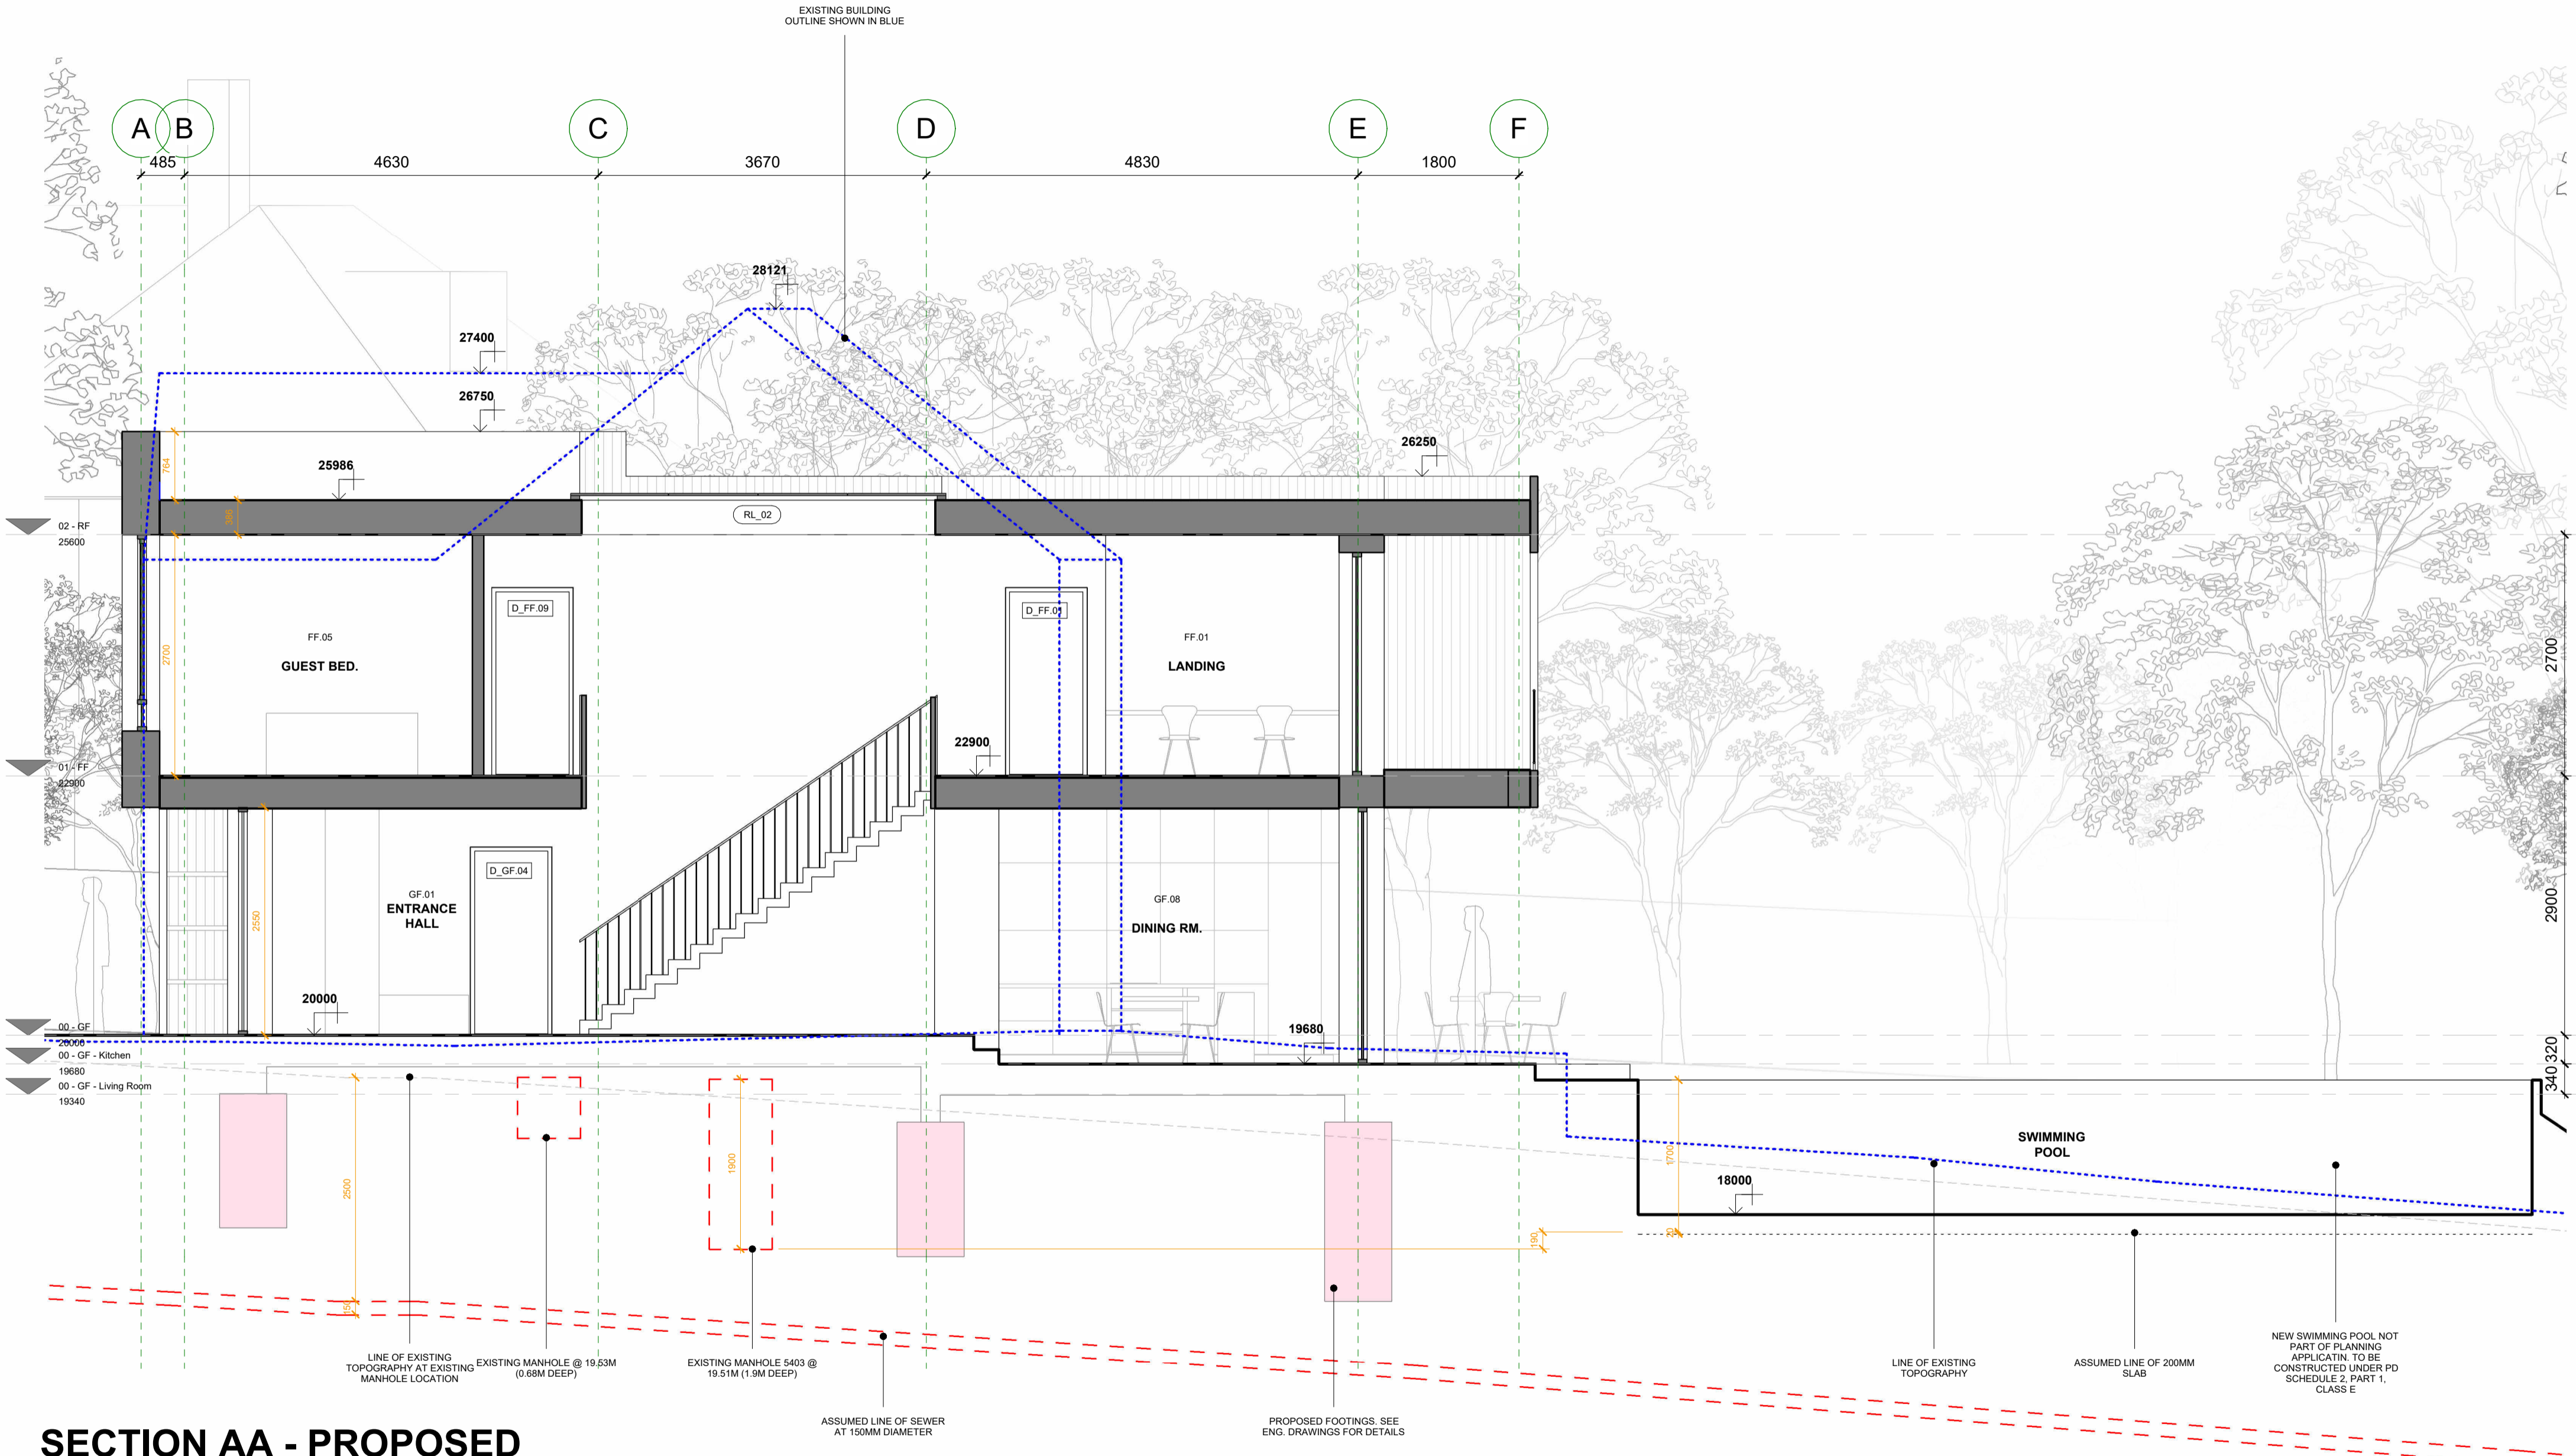 EXISTING BUILDING
OUTLINE SHOWN IN BLUE
A
B
C
D
E
F
485
4630
3670
4830
1800
28121
27400
26750
26250
25986
764
386
RL_02
02 - RF
25600
D_FF.09
FF.05
GUEST BED.
2700
FF.01
LANDING
2700
22900
01 - FF
22900
D_GF.04
GF.01
ENTRANCE
HALL
2550
GF.08
DINING RM.
2900
20000
19680
00 - GF
20000
00 - GF - Kitchen
19680
00 - GF - Living Room
19340
320
340
2500
1900
1700
SWIMMING
POOL
18000
190
150
LINE OF EXISTING
TOPOGRAPHY AT EXISTING
MANHOLE LOCATION
EXISTING MANHOLE @ 19.53M
(0.68M DEEP)
EXISTING MANHOLE 5403 @
19.51M (1.9M DEEP)
ASSUMED LINE OF SEWER
AT 150MM DIAMETER
PROPOSED FOOTINGS. SEE
ENG. DRAWINGS FOR DETAILS
LINE OF EXISTING
TOPOGRAPHY
ASSUMED LINE OF 200MM
SLAB
NEW SWIMMING POOL NOT
PART OF PLANNING
APPLICATIN. TO BE
CONSTRUCTED UNDER PD
SCHEDULE 2, PART 1,
CLASS E
SECTION AA - PROPOSED